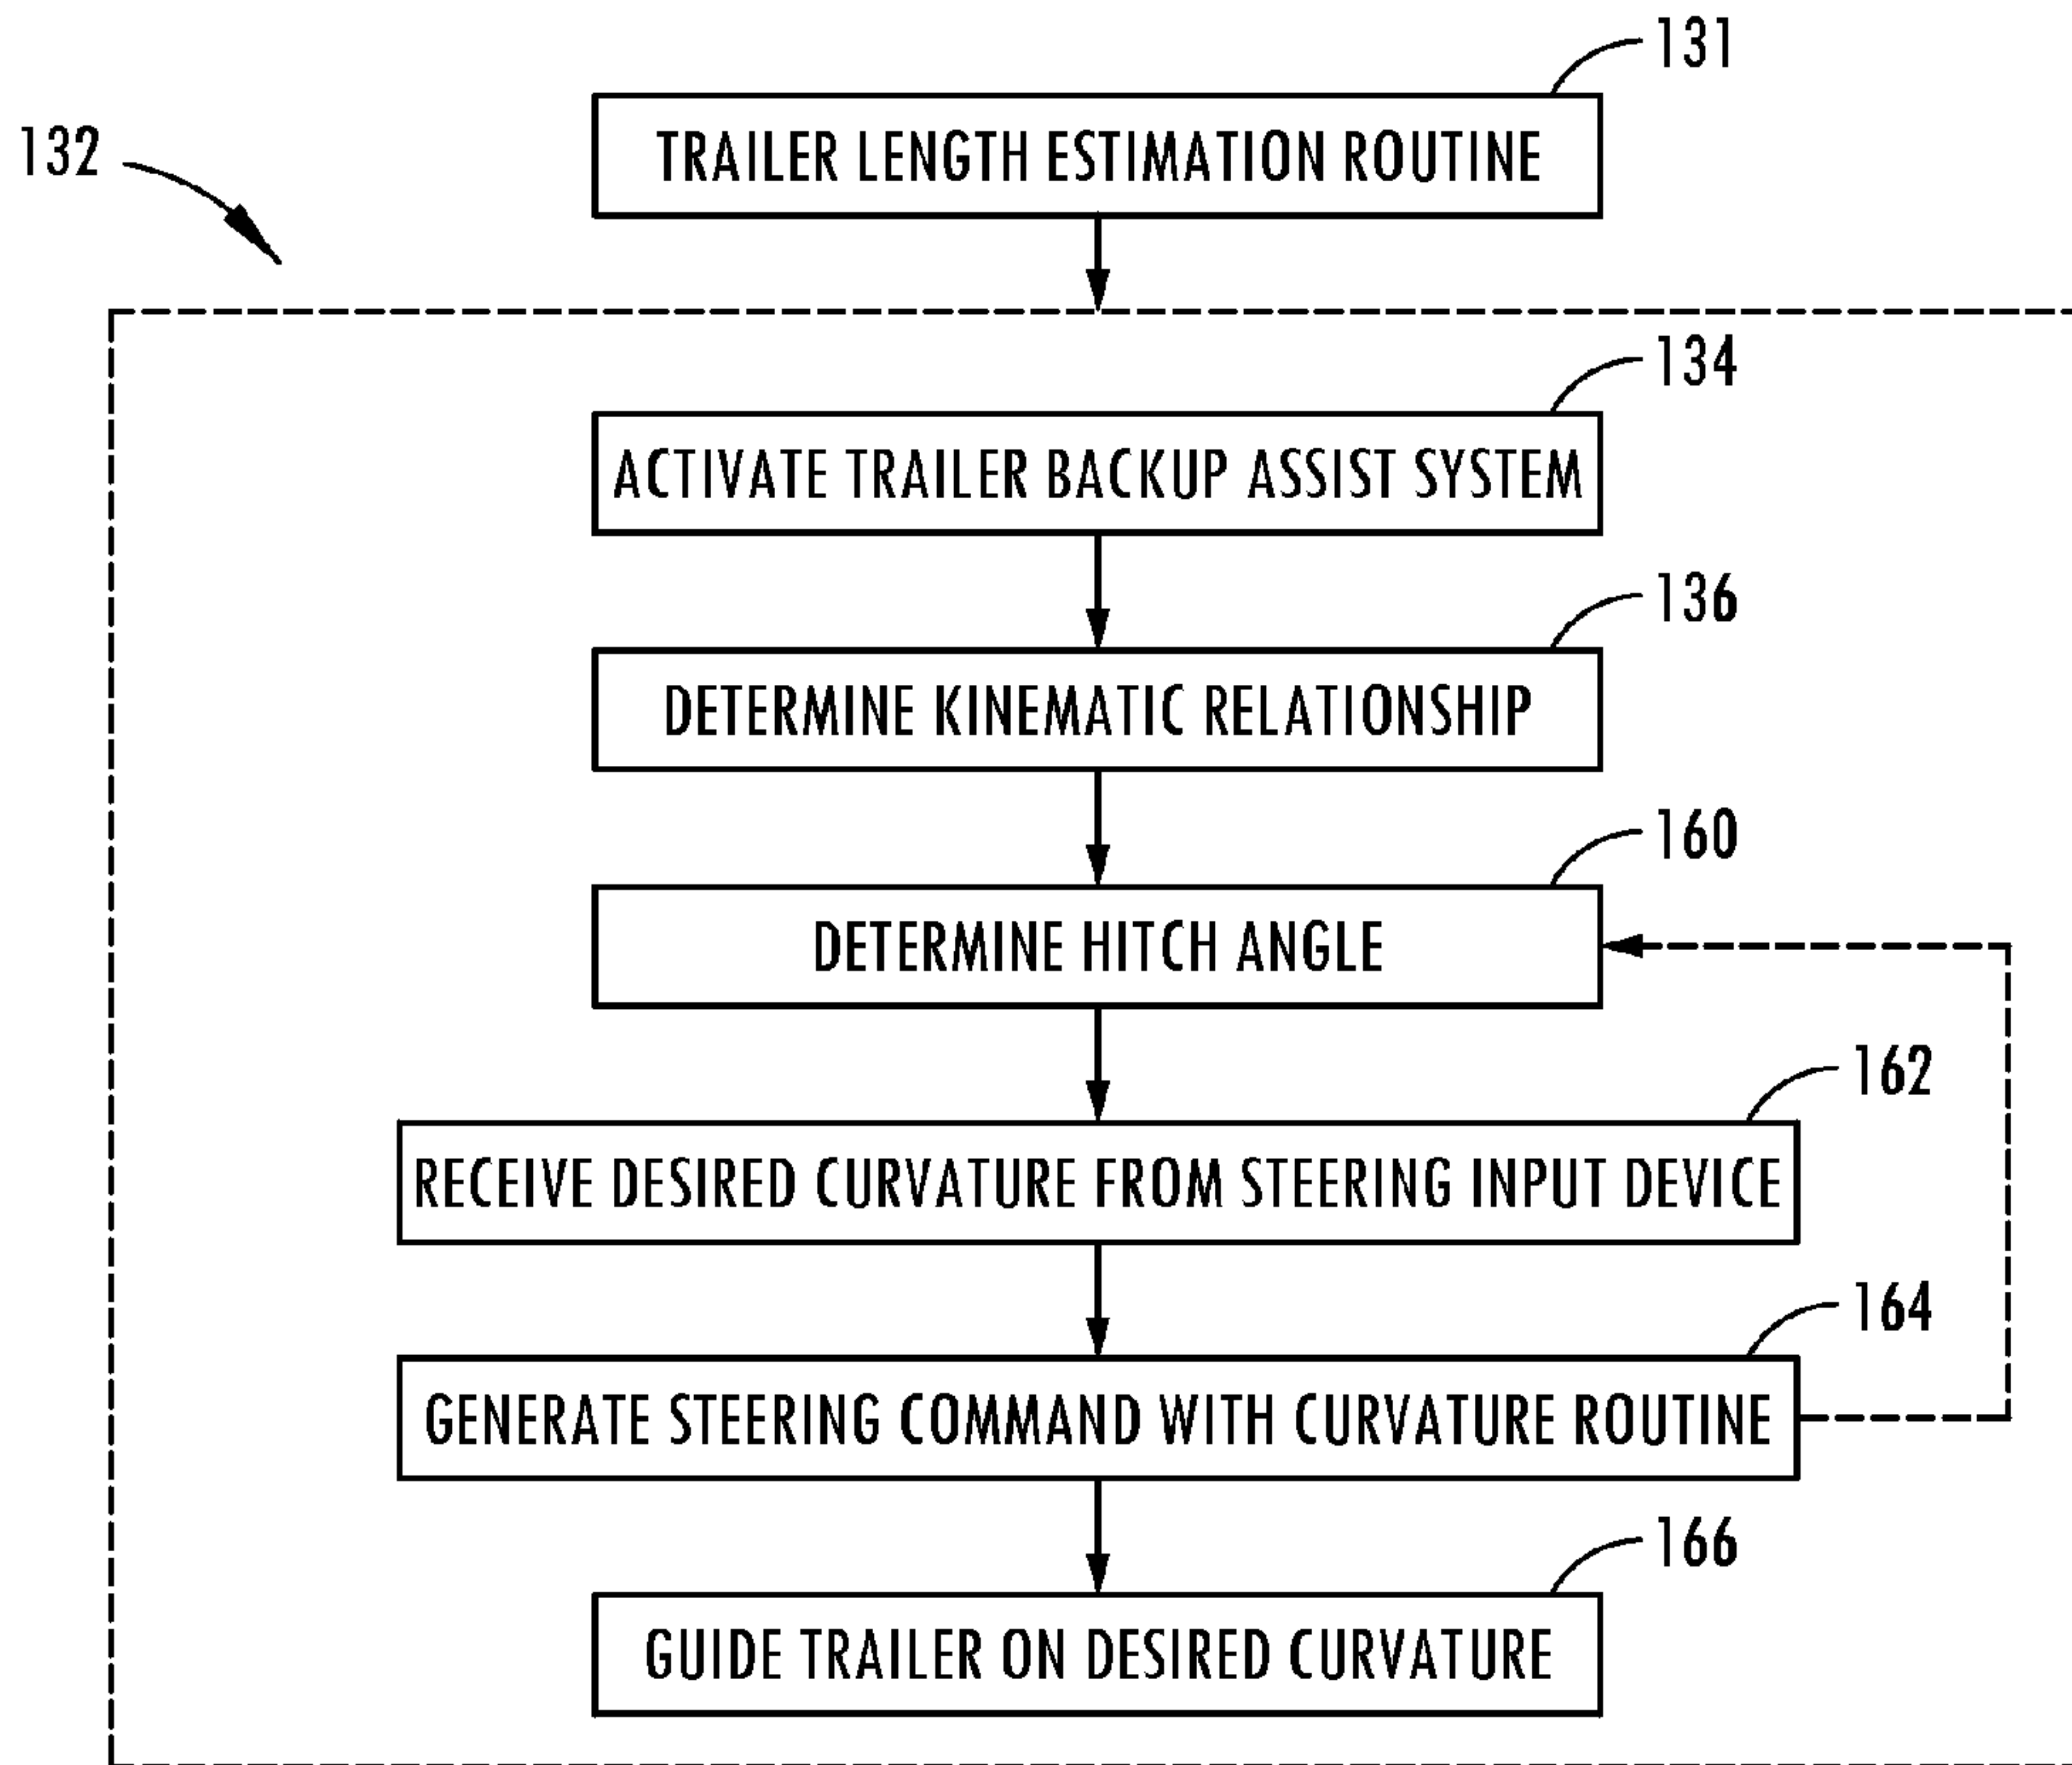 131
TRAILER LENGTH ESTIMATION ROUTINE
132
134
ACTIVATE TRAILER BACKUP ASSIST SYSTEM
136
DETERMINE KINEMATIC RELATIONSHIP
160
DETERMINE HITCH ANGLE
162
RECEIVE DESIRED CURVATURE FROM STEERING INPUT DEVICE
164
GENERATE STEERING COMMAND WITH CURVATURE ROUTINE
166
GUIDE TRAILER ON DESIRED CURVATURE